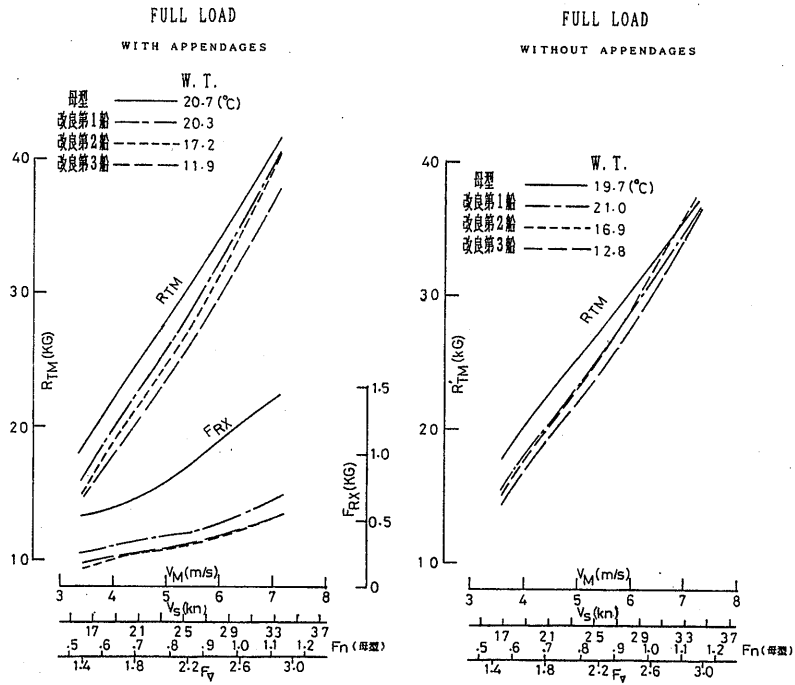 FULL LOAD
WITH APPENDAGES
W. T.
母型 20.7 (°C)
改良第1船 20.3
改良第2船 17.2
改良第3船 11.9
40
30
20
10
R_TM (KG)
R_TM
F_RX
1.5
1.0
0.5
0
F_RX (KG)
V_M (m/s)
3 4 5 6 7 8
V_S (kn)
17 21 25 29 33 37
.5 .6 .7 .8 .9 1.0 1.1 1.2 Fn (母型)
1.4 1.8 2.2 F_∇ 2.6 3.0
FULL LOAD
WITHOUT APPENDAGES
W. T.
母型 19.7 (°C)
改良第1船 21.0
改良第2船 16.9
改良第3船 12.8
40
30
20
10
R'_TM (KG)
R_TM
V_M (m/s)
3 4 5 6 7 8
V_S (kn)
17 21 25 29 33 37
.5 .6 .7 .8 .9 1.0 1.1 1.2 Fn (母型)
1.4 1.8 2.2 F_∇ 2.6 3.0